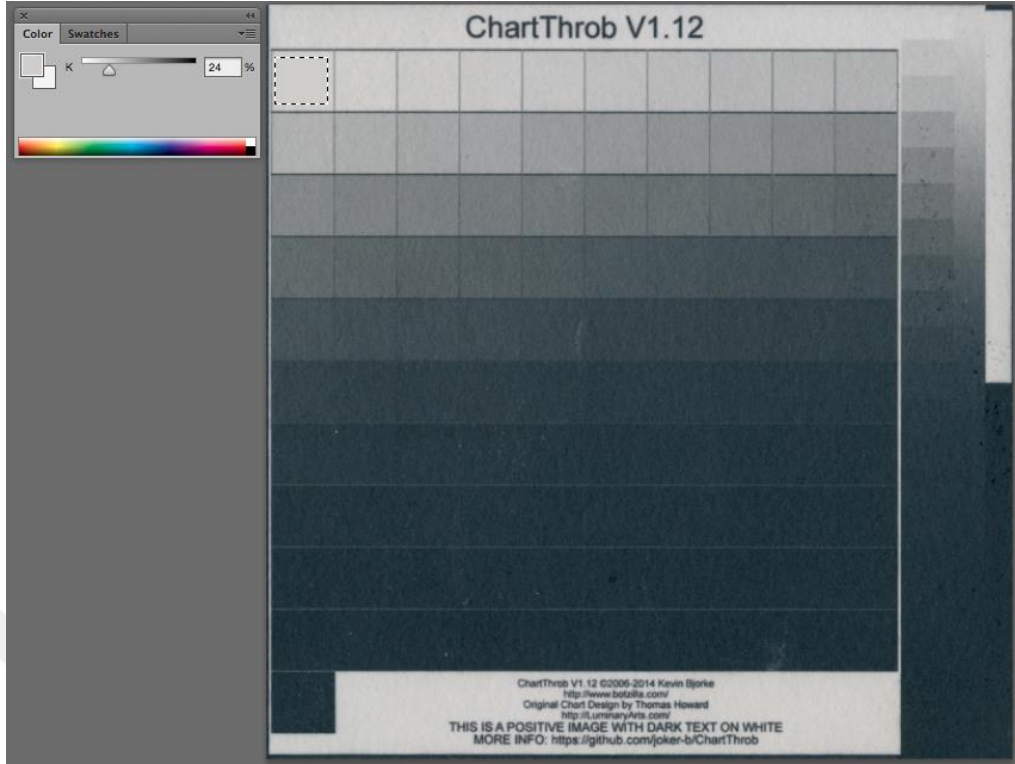 ChartThrob V1.12
Color Swatches
K 24 %
ChartThrob V1.12 ©2006-2014 Kevin Bjorke
http://www.botzilla.com/
Original Chart Design by Thomas Howard
http://LuminaryArts.com/
THIS IS A POSITIVE IMAGE WITH DARK TEXT ON WHITE
MORE INFO: https://github.com/joker-b/ChartThrob